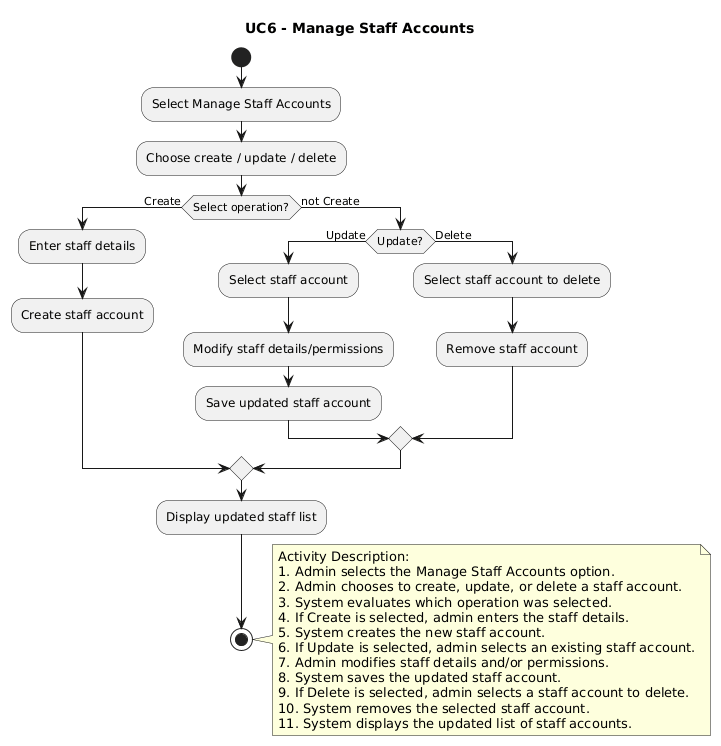 UC6 - Manage Staff Accounts
Select Manage Staff Accounts
Choose create / update / delete
Create
Select operation?
not Create
Enter staff details
Create staff account
Update
Update?
Delete
Select staff account
Select staff account to delete
Modify staff details/permissions
Remove staff account
Save updated staff account
Display updated staff list
Activity Description:
1. Admin selects the Manage Staff Accounts option.
2. Admin chooses to create, update, or delete a staff account.
3. System evaluates which operation was selected.
4. If Create is selected, admin enters the staff details.
5. System creates the new staff account.
6. If Update is selected, admin selects an existing staff account.
7. Admin modifies staff details and/or permissions.
8. System saves the updated staff account.
9. If Delete is selected, admin selects a staff account to delete.
10. System removes the selected staff account.
11. System displays the updated list of staff accounts.